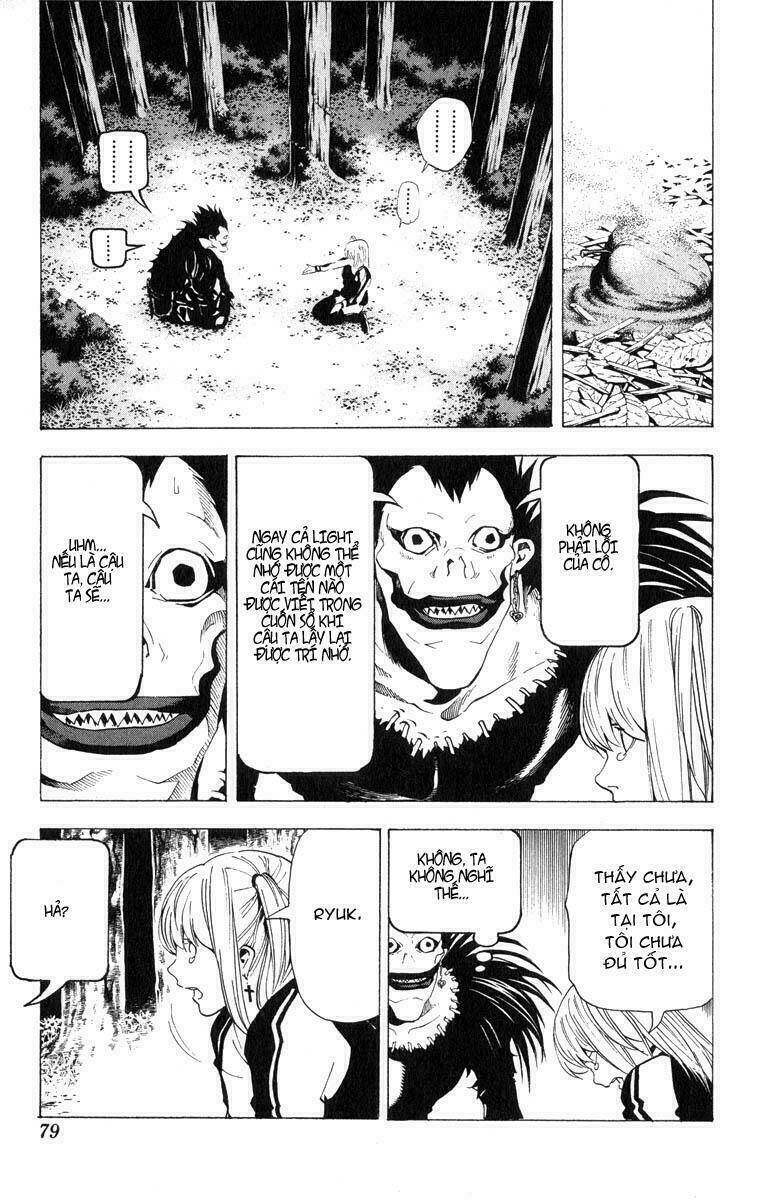 KHÔNG
PHẢI LỖI
CỦA CÔ.
NGAY CẢ LIGHT
CŨNG KHÔNG THỂ
NHỚ ĐƯỢC MỘT
CÁI TÊN NÀO
ĐƯỢC VIẾT TRONG
CUỐN SỔ KHI
CẬU TA LẤY LẠI
ĐƯỢC TRÍ NHỚ.
UHM...
NẾU LÀ CẬU
TA, CẬU
TA SẼ...
THẤY CHƯA,
TẤT CẢ LÀ
TẠI TÔI,
TÔI CHƯA
ĐỦ TỐT...
KHÔNG, TA
KHÔNG NGHĨ
THẾ...
RYUK.
HẢ?
79